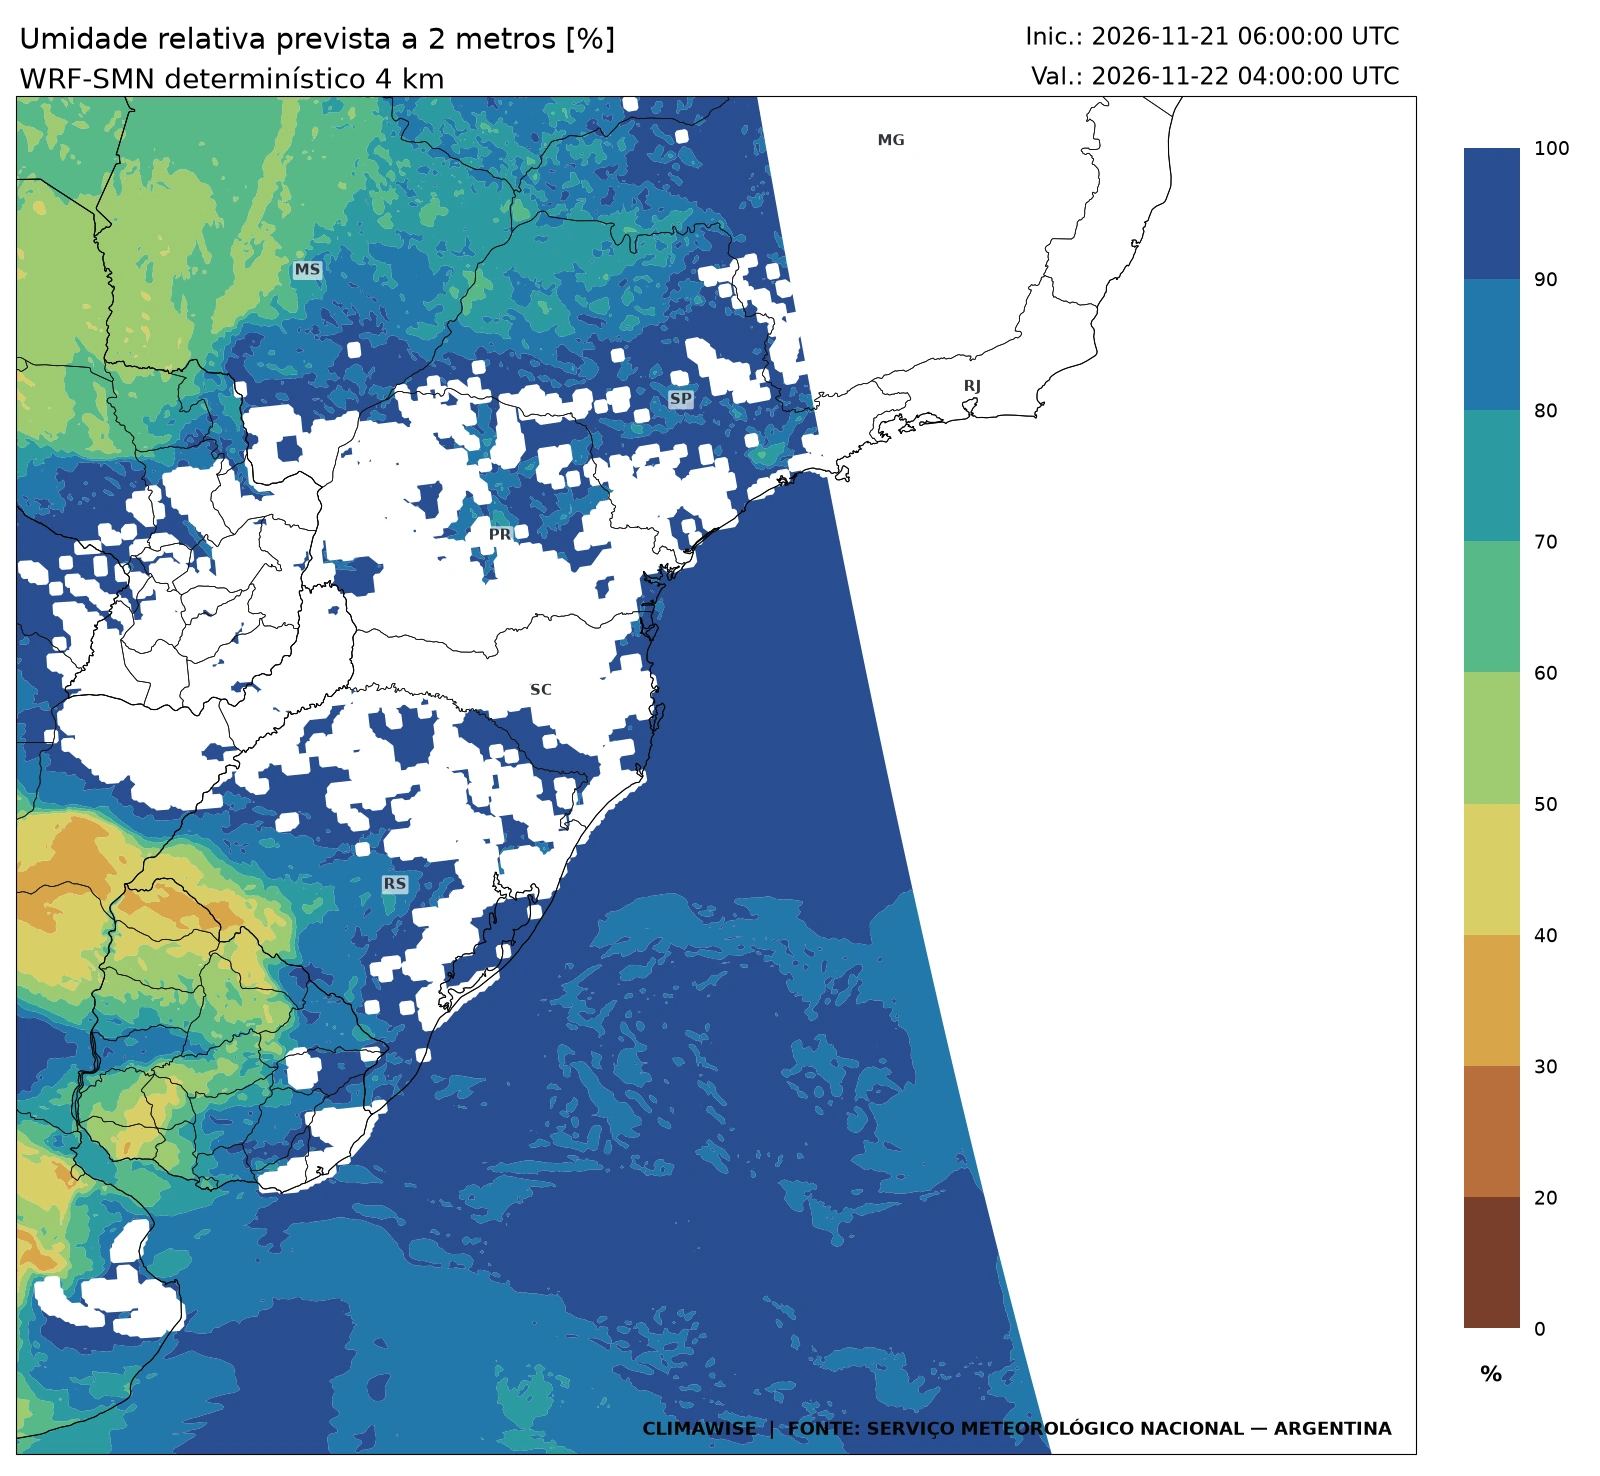 Umidade relativa prevista a 2 metros [%]
Inic.: 2026-11-21 06:00:00 UTC
WRF-SMN determinístico 4 km
Val.: 2026-11-22 04:00:00 UTC
MG
MS
RJ
SP
PR
SC
RS
100
90
80
70
60
50
40
30
20
0
%
CLIMAWISE | FONTE: SERVIÇO METEOROLÓGICO NACIONAL — ARGENTINA